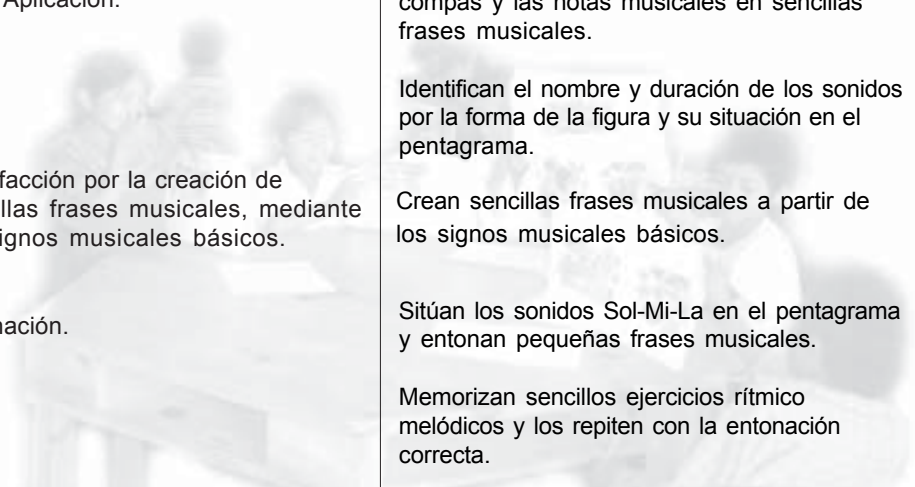 Aplicación.
facción por la creación de
llas frases musicales, mediante
ignos musicales básicos.
nación.
compás y las notas musicales en sencillas
frases musicales.
Identifican el nombre y duración de los sonidos
por la forma de la figura y su situación en el
pentagrama.
Crean sencillas frases musicales a partir de
los signos musicales básicos.
Sitúan los sonidos Sol-Mi-La en el pentagrama
y entonan pequeñas frases musicales.
Memorizan sencillos ejercicios rítmico
melódicos y los repiten con la entonación
correcta.